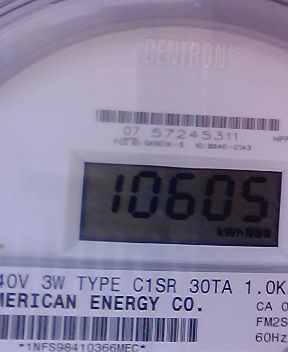 CENTRON®
07 57245311
10605
kWh
40V 3W TYPE C1SR 30TA 1.0K
MERICAN ENERGY CO.
CA 0
FM2S
60Hz
*1NFS98410366MEC*